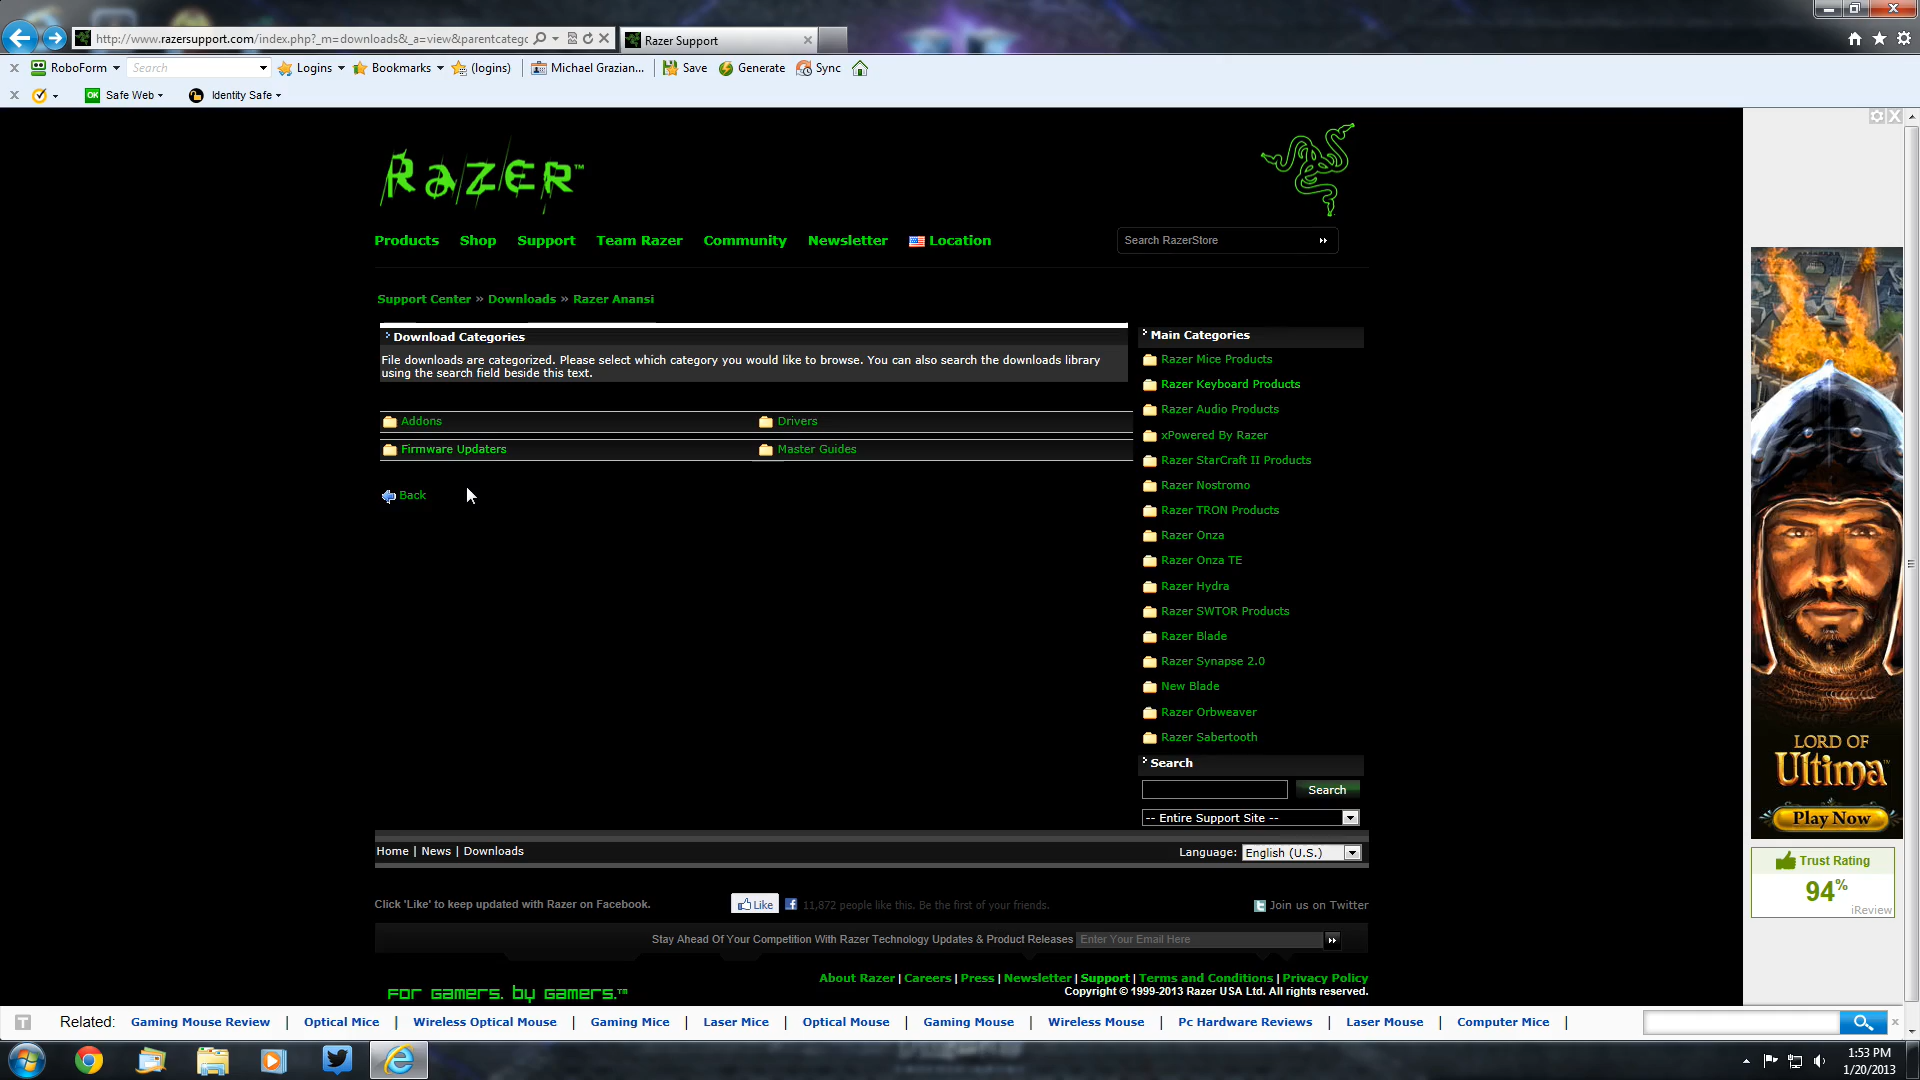 http://www.razersupport.com/index.php?_m=downloads&_a=view&parentcatego
Razer Support
RoboForm
Search
Logins
Bookmarks
(logins)
Michael Grazian...
Save
Generate
Sync
OK
Safe Web
Identity Safe
RAZER™
Products Shop Support Team Razer Community Newsletter Location
Search RazerStore
Support Center » Downloads » Razer Anansi
Download Categories
File downloads are categorized. Please select which category you would like to browse. You can also search the downloads library
using the search field beside this text.
Addons
Drivers
Firmware Updaters
Master Guides
Back
Main Categories
Razer Mice Products
Razer Keyboard Products
Razer Audio Products
xPowered By Razer
Razer StarCraft II Products
Razer Nostromo
Razer TRON Products
Razer Onza
Razer Onza TE
Razer Hydra
Razer SWTOR Products
Razer Blade
Razer Synapse 2.0
New Blade
Razer Orbweaver
Razer Sabertooth
Search
Search
-- Entire Support Site --
Home | News | Downloads
Language: English (U.S.)
Click 'Like' to keep updated with Razer on Facebook.
Like
11,872 people like this. Be the first of your friends.
Join us on Twitter
Stay Ahead Of Your Competition With Razer Technology Updates & Product Releases
Enter Your Email Here
About Razer | Careers | Press | Newsletter | Support | Terms and Conditions | Privacy Policy
For Gamers. By Gamers.™
Copyright © 1999-2013 Razer USA Ltd. All rights reserved.
LORD OF
Ultima™
Play Now
Trust Rating
94%
iReview
Related: Gaming Mouse Review | Optical Mice | Wireless Optical Mouse | Gaming Mice | Laser Mice | Optical Mouse | Gaming Mouse | Wireless Mouse | Pc Hardware Reviews | Laser Mouse | Computer Mice |
1:53 PM
1/20/2013